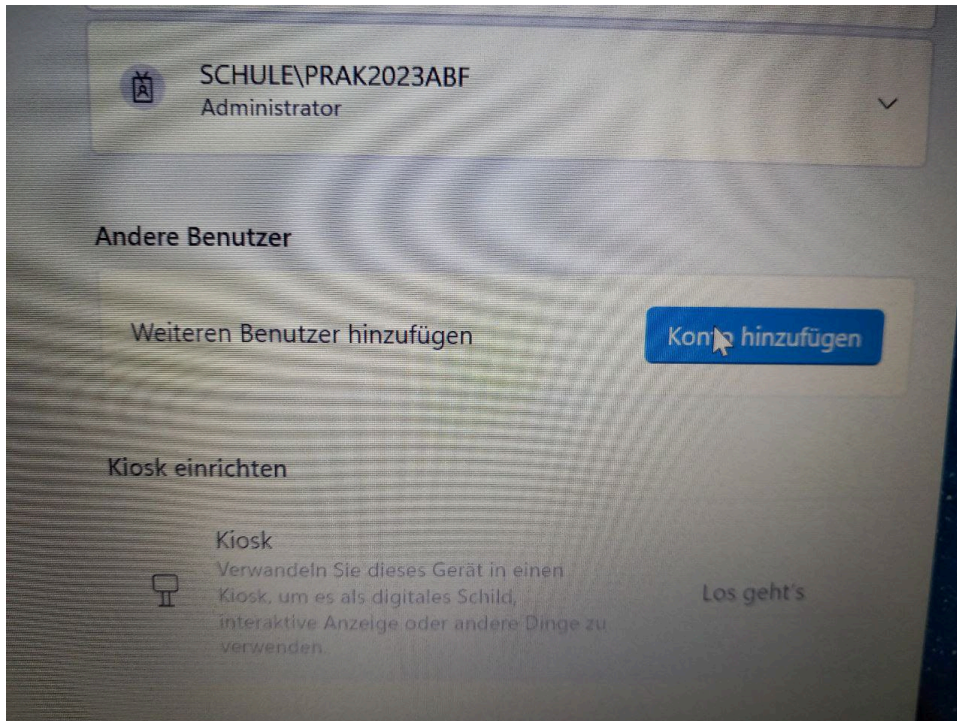 SCHULE\PRAK2023ABF
Administrator
Andere Benutzer
Weiteren Benutzer hinzufügen
Konto hinzufügen
Kiosk einrichten
Kiosk
Verwandeln Sie dieses Gerät in einen
Kiosk, um es als digitales Schild,
interaktive Anzeige oder andere Dinge zu
verwenden.
Los geht's